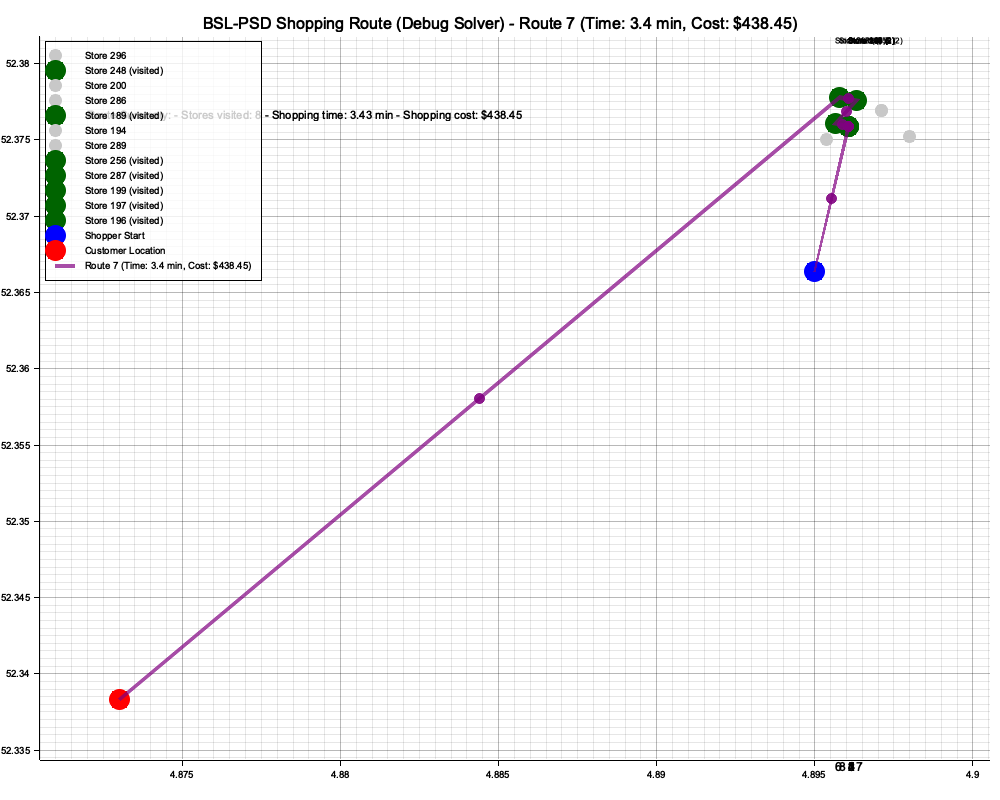 BSL-PSD Shopping Route (Debug Solver) - Route 7 (Time: 3.4 min, Cost: $438.45)
52.38
52.375
52.37
52.365
52.36
52.355
52.35
52.345
52.34
52.335
Store 296
Store 248 (visited)
Store 200
Store 286
Store 189 (visited)
- Stores visited: 8 - Shopping time: 3.43 min - Shopping cost: $438.45
Store 194
Store 289
Store 256 (visited)
Store 287 (visited)
Store 199 (visited)
Store 197 (visited)
Store 196 (visited)
Shopper Start
Customer Location
Route 7 (Time: 3.4 min, Cost: $438.45)
4.875
4.88
4.885
4.89
4.895
4.9